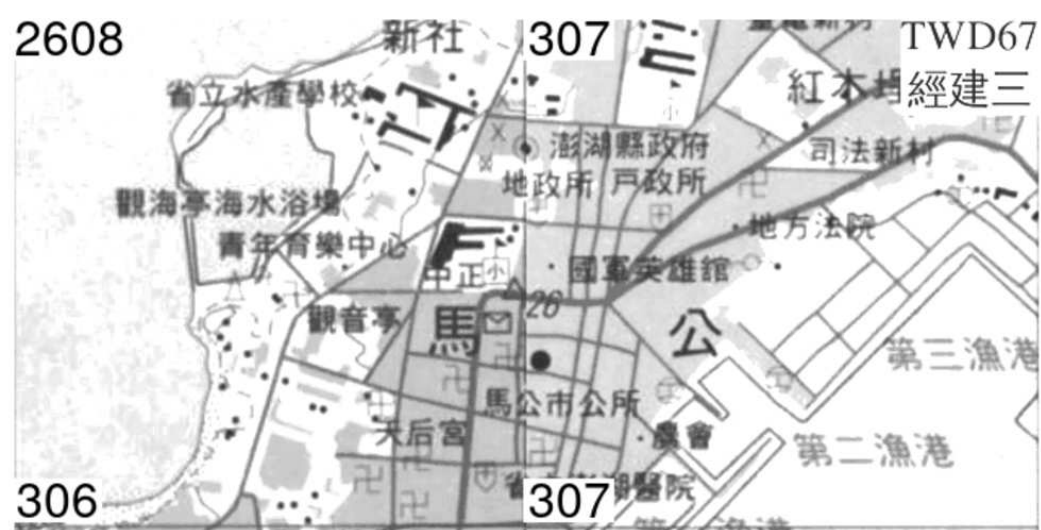 2608
新社
307
TWD67
經建三
省立水產學校
紅木埕
澎湖縣政府
司法新村
地政所
戶政所
觀海亭海水浴場
地方法院
青年育樂中心
中正
小
國軍英雄館
26
觀音亭
馬
公
第三漁港
馬公市公所
天后宮
農會
第二漁港
306
307
湖醫院